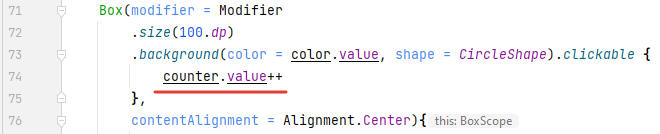 71 Box(modifier = Modifier
72 .size(100.dp)
73 .background(color = color.value, shape = CircleShape).clickable {
74 counter.value++
75 },
76 contentAlignment = Alignment.Center){ this: BoxScope